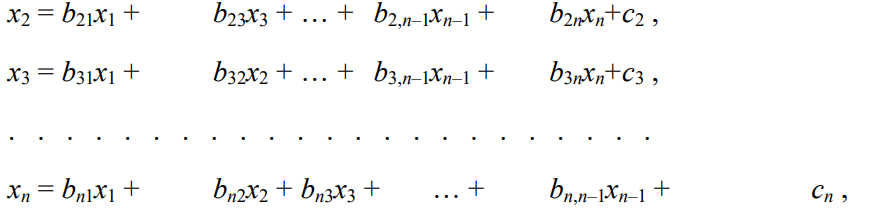 x₂ = b₂₁x₁ + b₂₃x₃ + … + b₂,ₙ₋₁xₙ₋₁ + b₂ₙxₙ+c₂ ,
x₃ = b₃₁x₁ + b₃₂x₂ + … + b₃,ₙ₋₁xₙ₋₁ + b₃ₙxₙ+c₃ ,
. . . . . . . . . . . . . . . . . . . . . . .
xₙ = bₙ₁x₁ + bₙ₂x₂ + bₙ₃x₃ + … + bₙ,ₙ₋₁xₙ₋₁ + cₙ ,